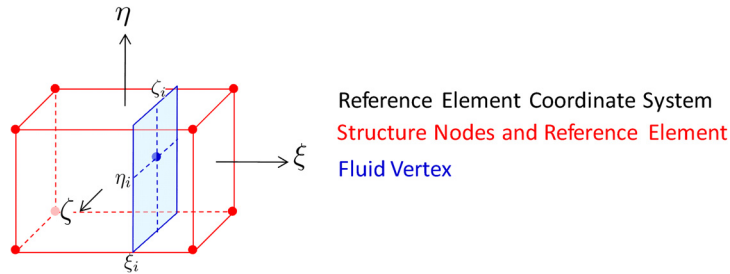 η
ζᵢ
Reference Element Coordinate System
Structure Nodes and Reference Element
ξ
Fluid Vertex
ηᵢ
ζ
ξᵢ